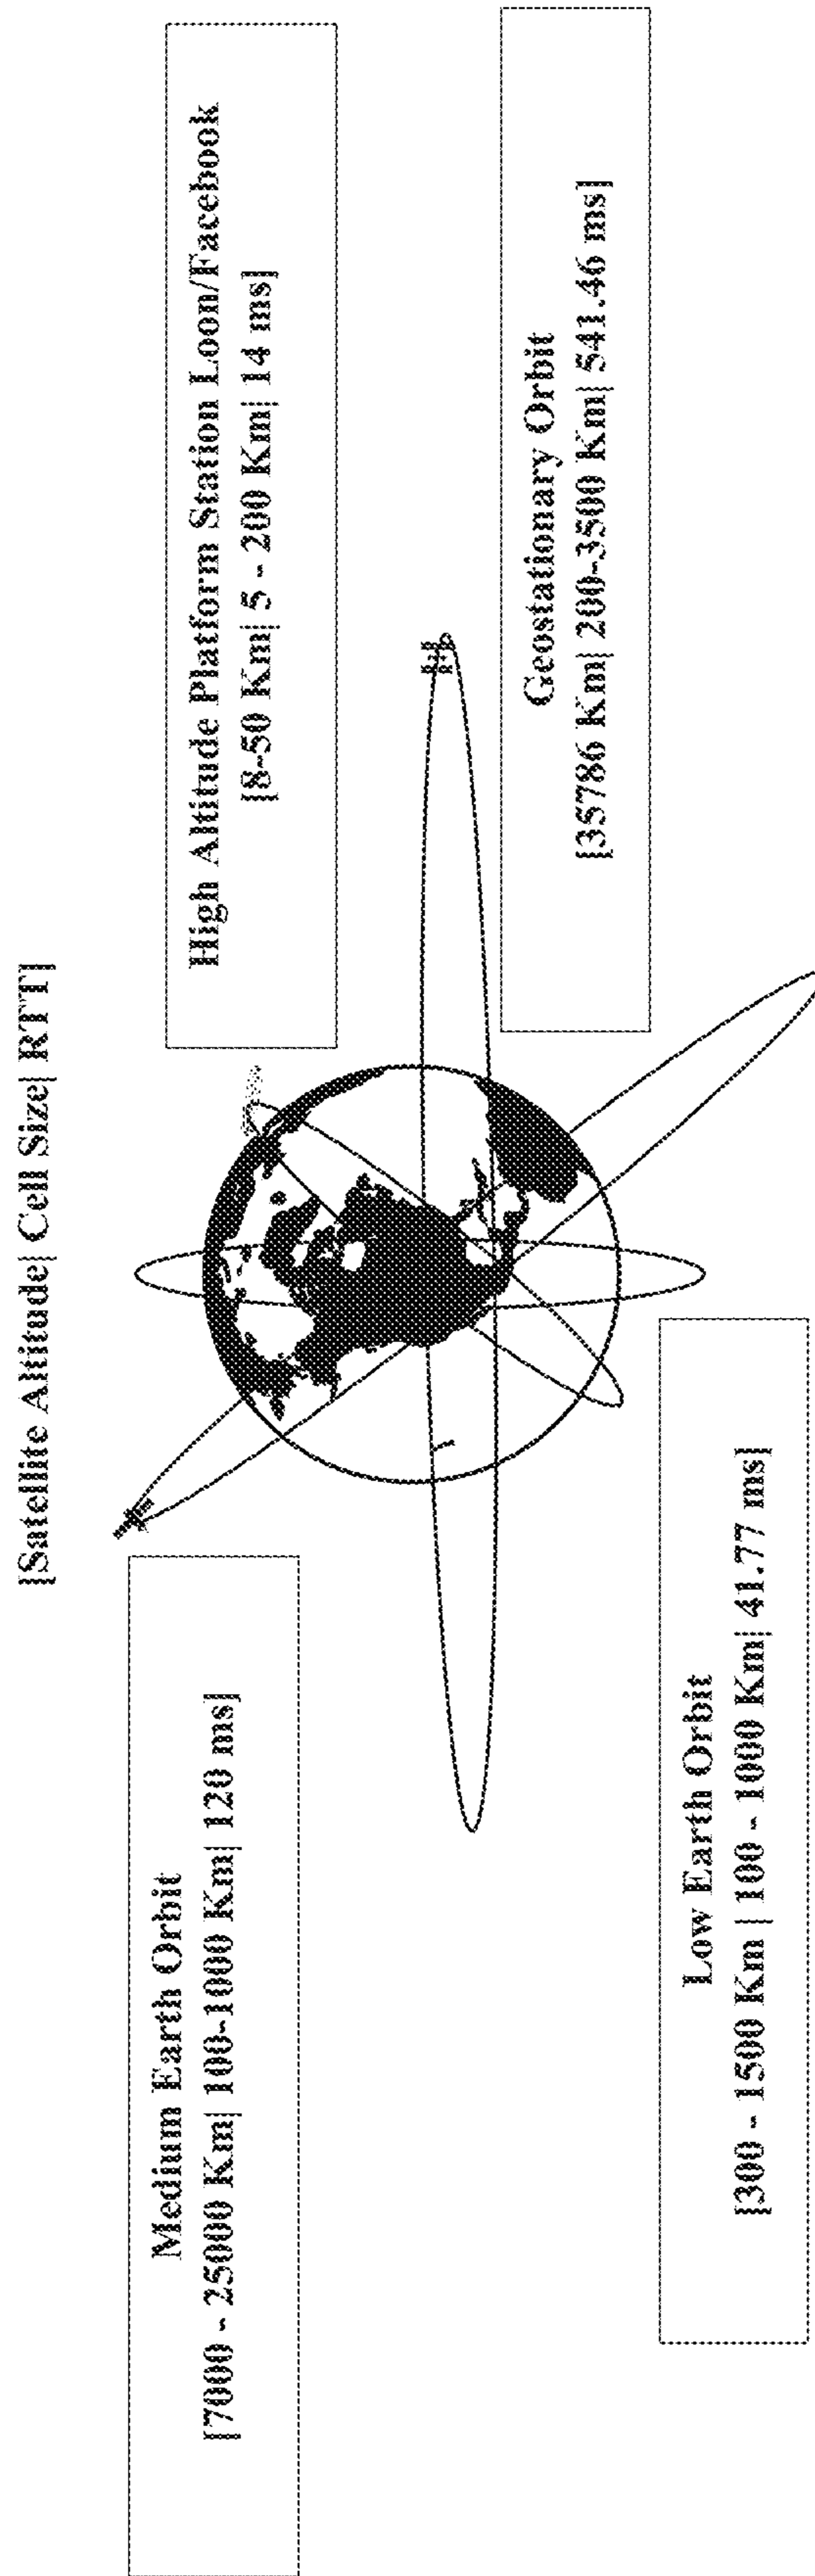 [Satellite Altitude| Cell Size| RTT]
Medium Earth Orbit
[7000 - 25000 Km| 100-1000 Km| 120 ms]
High Altitude Platform Station Loon/Facebook
[8-50 Km| 5 - 200 Km| 14 ms]
Low Earth Orbit
[300 - 1500 Km | 100 - 1000 Km| 41.77 ms]
Geostationary Orbit
[35786 Km| 200-3500 Km| 541.46 ms]